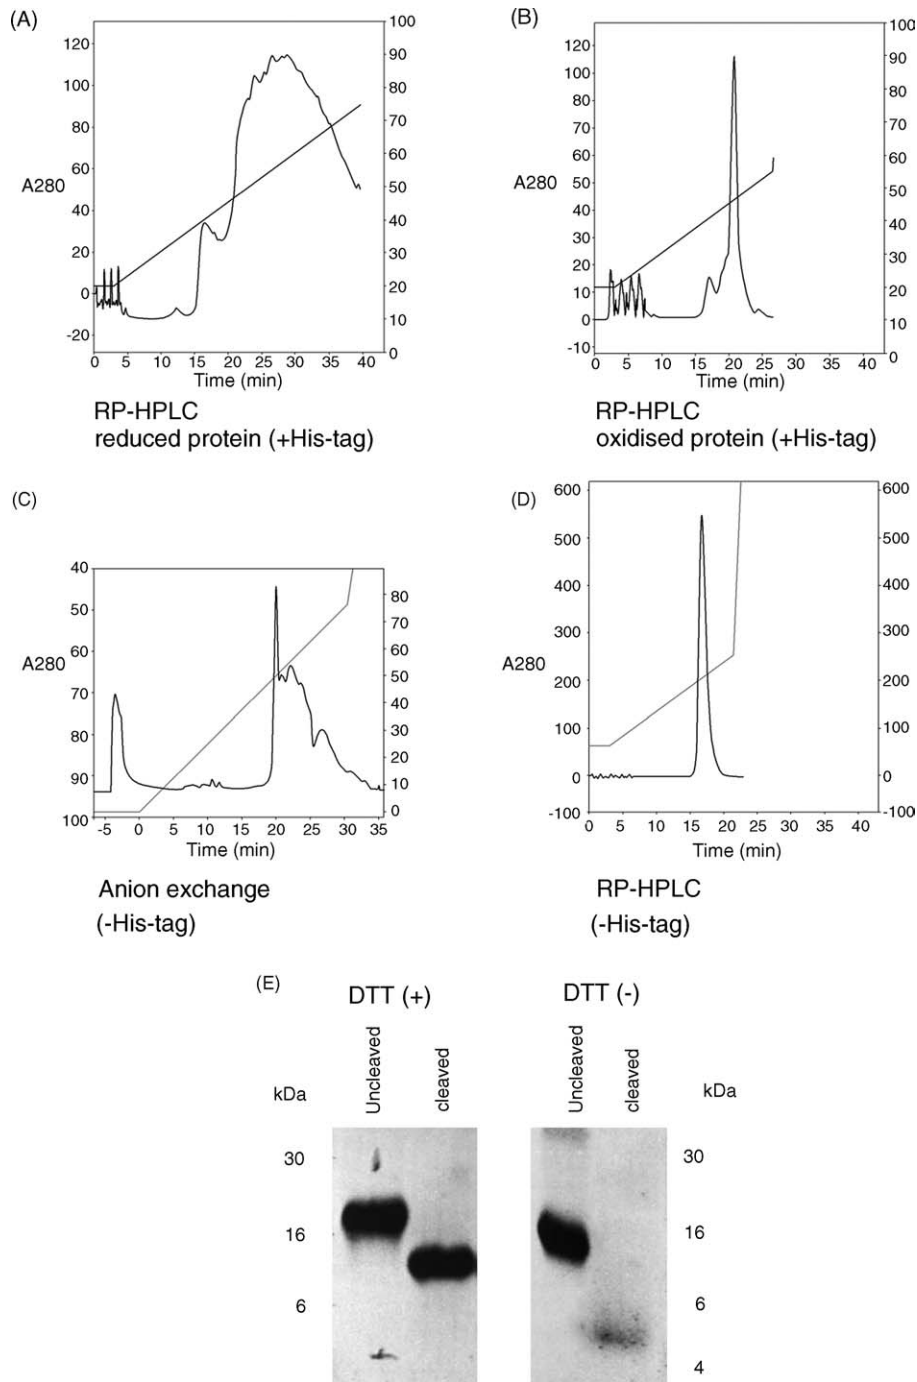 (A)
100
120
90
100
80
80
70
60
60
A280
50
40
40
20
30
0
20
-20
10
0
0 5 10 15 20 25 30 35 40
Time (min)
RP-HPLC
reduced protein (+His-tag)
(B)
100
120
90
100
80
80
70
60
60
A280
50
50
40
40
30
30
20
20
10
10
0
-10
0
0 5 10 15 20 25 30 35 40
Time (min)
RP-HPLC
oxidised protein (+His-tag)
(C)
40
80
50
70
60
60
A280
50
70
40
80
30
20
90
10
100
0
-5 0 5 10 15 20 25 30 35
Time (min)
Anion exchange
(-His-tag)
(D)
600
600
500
500
400
400
300
300
A280
200
200
100
100
0
0
-100
-100
0 5 10 15 20 25 30 35 40
Time (min)
RP-HPLC
(-His-tag)
(E)
DTT (+)
DTT (-)
Uncleaved
cleaved
Uncleaved
cleaved
kDa
kDa
30
30
16
16
6
6
4